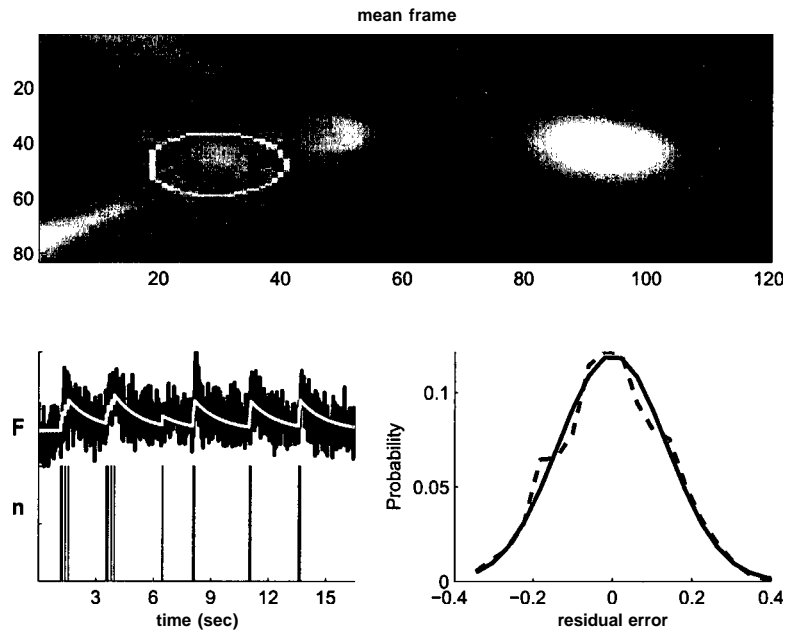 mean frame
20
40
60
80
20 40 60 80 100 120
F
n
3 6 9 12 15
time (sec)
Probability
0.1
0.05
0
−0.4 −0.2 0 0.2 0.4
residual error